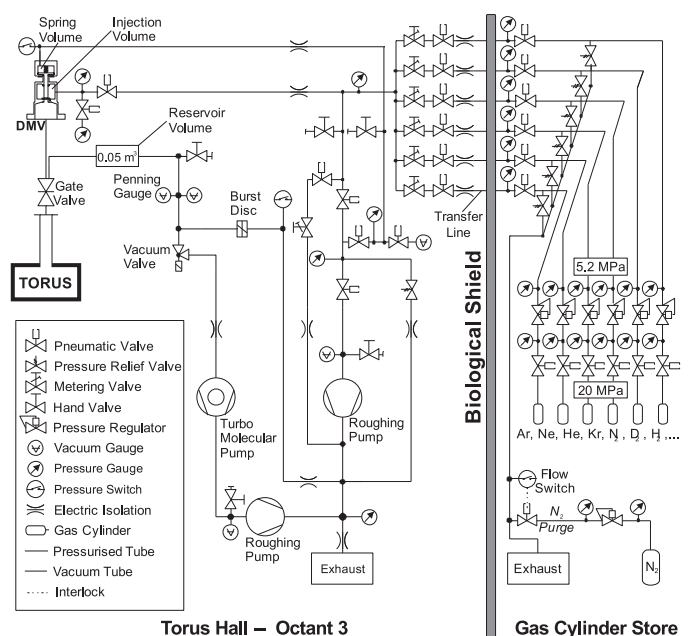 Spring
Volume
Injection
Volume
DMV
Reservoir
Volume
0.05 m³
Gate
Valve
Penning
Gauge
Burst
Disc
Vacuum
Valve
TORUS
Transfer
Line
Biological Shield
5.2 MPa
20 MPa
Ar, Ne, He, Kr, N₂, D₂, H₂,....
Pneumatic Valve
Pressure Relief Valve
Metering Valve
Hand Valve
Pressure Regulator
Vacuum Gauge
Pressure Gauge
Pressure Switch
Electric Isolation
Gas Cylinder
Pressurised Tube
Vacuum Tube
Interlock
Turbo
Molecular
Pump
Roughing
Pump
Roughing
Pump
Exhaust
Flow
Switch
N₂
Purge
N₂
Exhaust
Torus Hall – Octant 3
Gas Cylinder Store